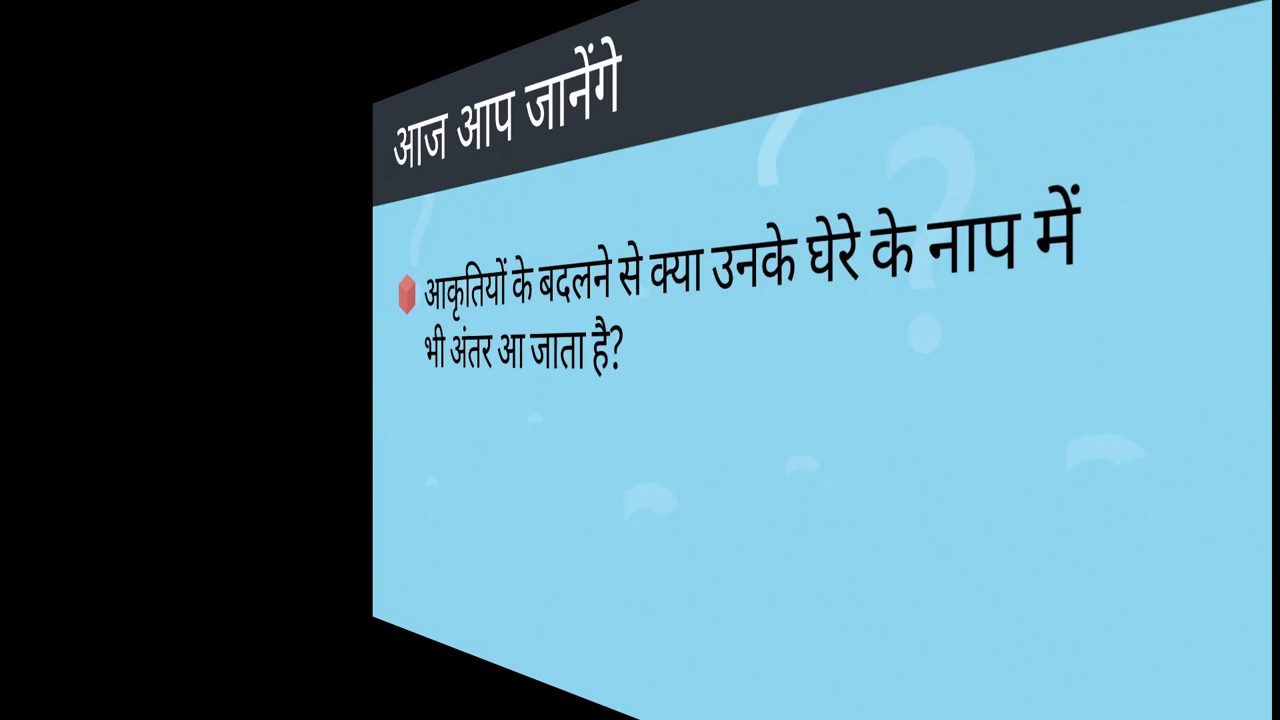 आज आप जानेंगे
आकृतियों के बदलने से क्या उनके घेरे के नाप में
भी अंतर आ जाता है?